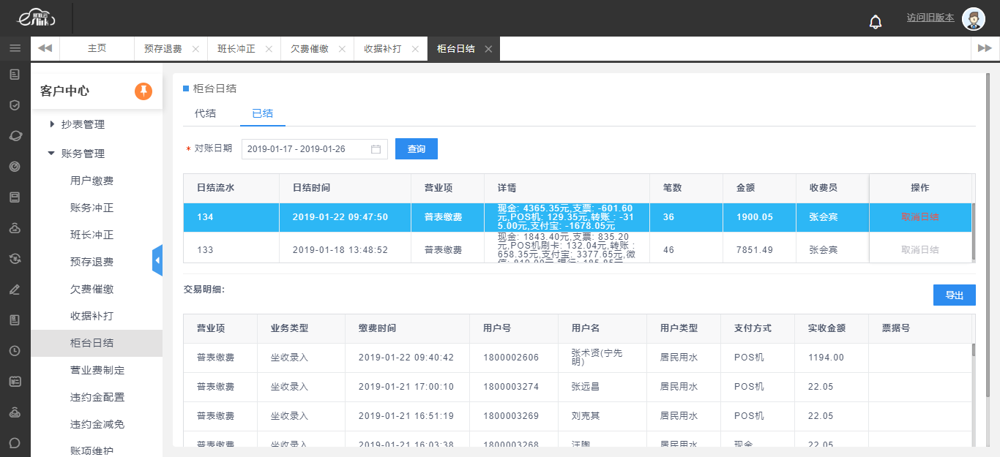 访问旧版本
主页 预存退费 班长冲正 欠费催缴 收据补打 柜台日结
客户中心
抄表管理
账务管理
用户缴费
账务冲正
班长冲正
预存退费
欠费催缴
收据补打
柜台日结
营业费制定
违约金配置
违约金减免
账项维护
柜台日结
代结 已结
* 对账日期 2019-01-17 - 2019-01-26 查询
日结流水 日结时间 营业项 详情 笔数 金额 收费员 操作
134 2019-01-22 09:47:50 普表缴费 现金: 4365.35元,支票: -601.60
元,POS机: 129.35元,转账 : -31
5.00元,支付宝: -1678.05元 36 1900.05 张会宾 取消日结
133 2019-01-18 13:48:52 普表缴费 现金: 1843.40元,支票: 835.20
元,POS机刷卡: 132.04元,转账 :
658.35元,支付宝: 3377.65元,微
信: 819.00元,银行: 185.85元 46 7851.49 张会宾 取消日结
交易明细:
导出
营业项 业务类型 缴费时间 用户号 用户名 用户类型 支付方式 实收金额 票据号
普表缴费 坐收录入 2019-01-22 09:40:42 1800002606 张术贤(宁先
明) 居民用水 POS机 1194.00
普表缴费 坐收录入 2019-01-21 17:00:10 1800003274 张远昌 居民用水 POS机 22.05
普表缴费 坐收录入 2019-01-21 16:51:19 1800003269 刘克其 居民用水 POS机 22.05
普表缴费 坐收录入 2019-01-21 16:03:38 1800003268 汪陶 居民用水 现金 22.05